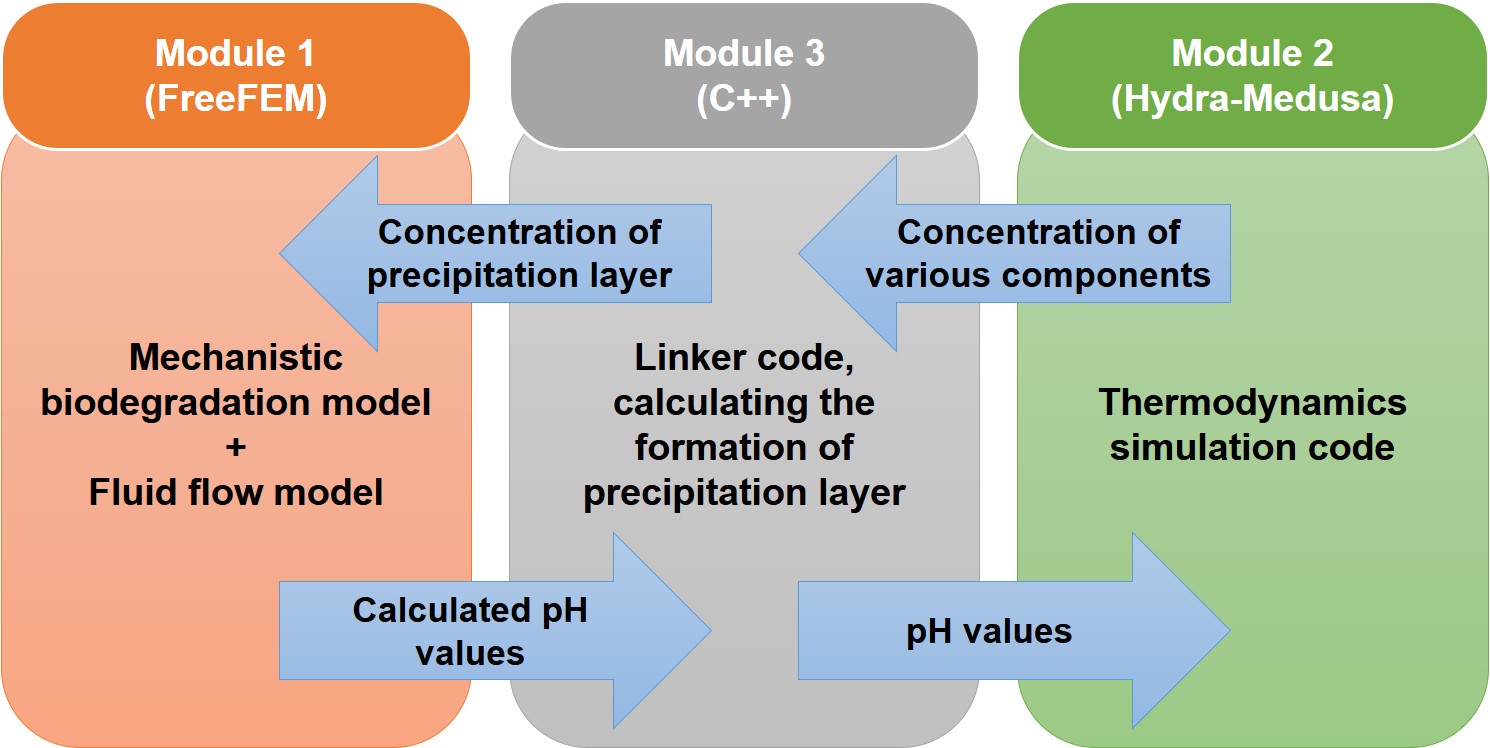 Module 1
(FreeFEM)
Module 3
(C++)
Module 2
(Hydra-Medusa)
Concentration of
precipitation layer
Concentration of
various components
Mechanistic
biodegradation model
+
Fluid flow model
Linker code,
calculating the
formation of
precipitation layer
Thermodynamics
simulation code
Calculated pH
values
pH values